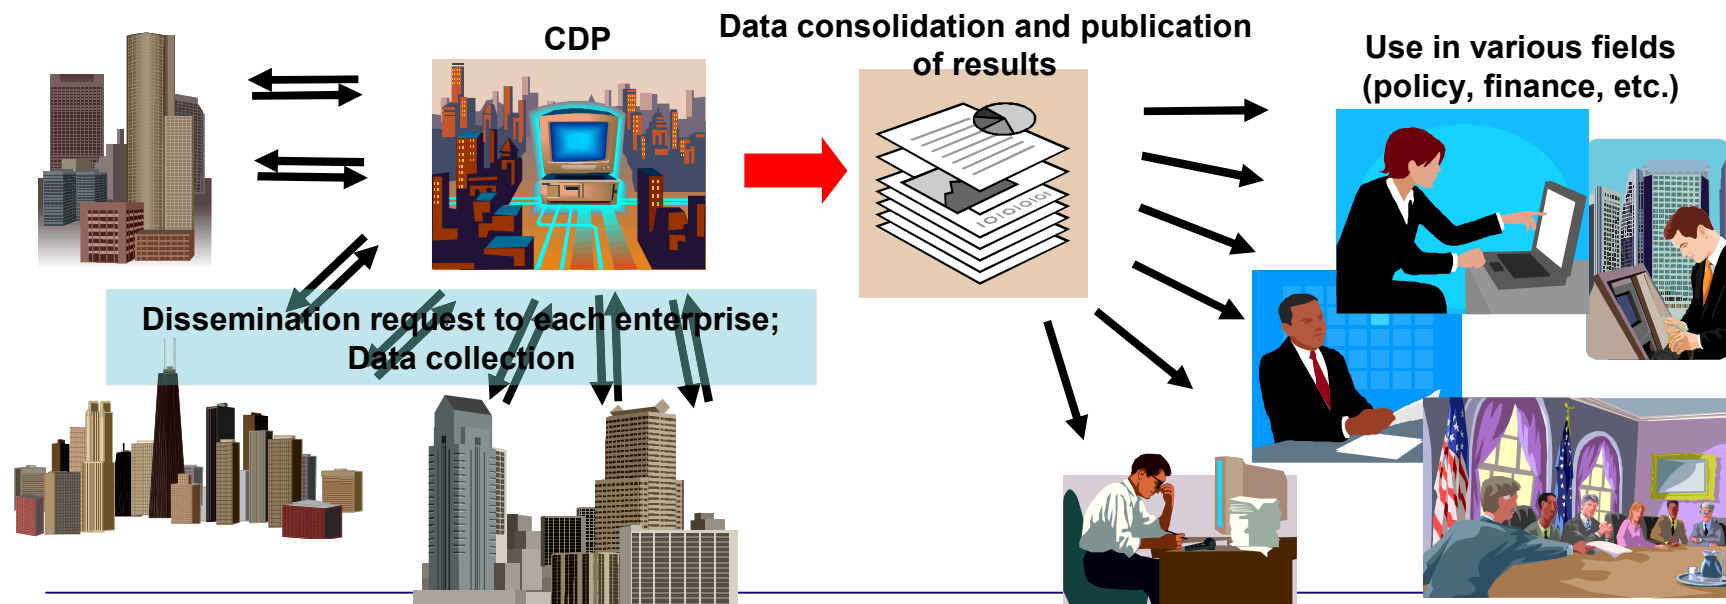 CDP
Data consolidation and publication
of results
Use in various fields
(policy, finance, etc.)
Dissemination request to each enterprise;
Data collection
IOIOIOIOI